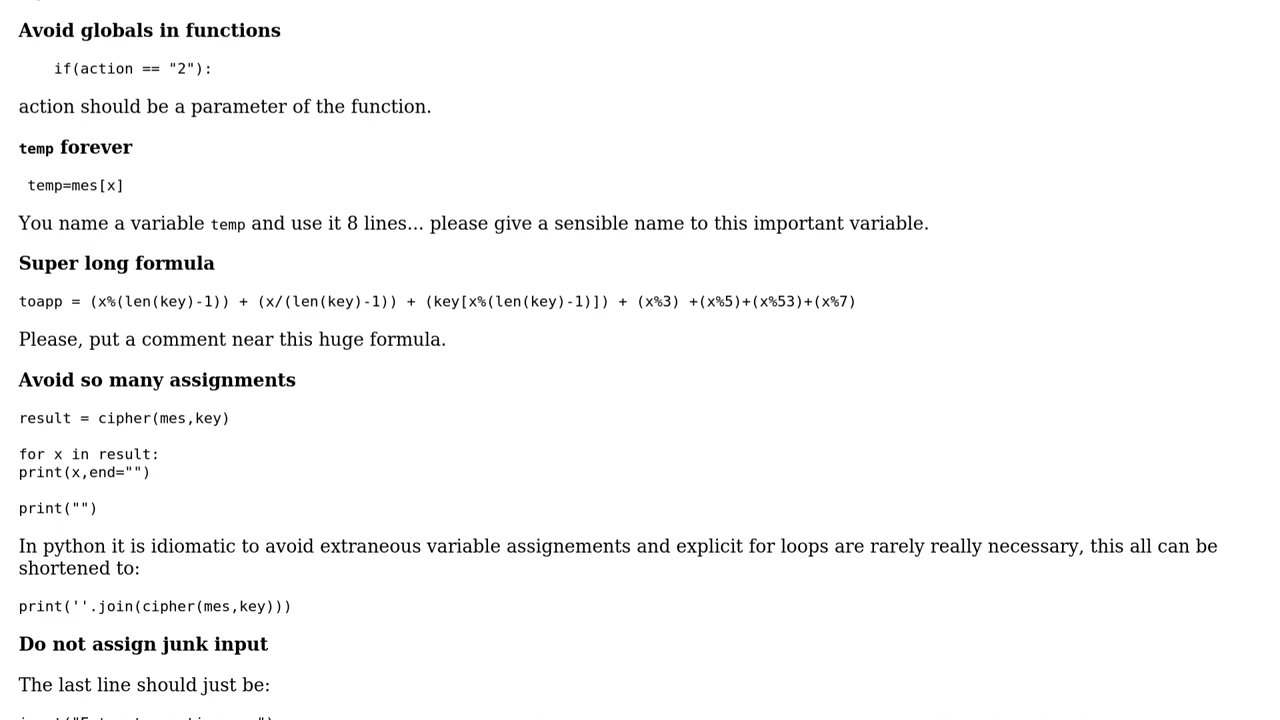 Avoid globals in functions
if(action == "2"):
action should be a parameter of the function.
temp forever
temp=mes[x]
You name a variable temp and use it 8 lines... please give a sensible name to this important variable.
Super long formula
toapp = (x%(len(key)-1)) + (x/(len(key)-1)) + (key[x%(len(key)-1)]) + (x%3) +(x%5)+(x%53)+(x%7)
Please, put a comment near this huge formula.
Avoid so many assignments
result = cipher(mes,key)
for x in result:
print(x,end="")
print("")
In python it is idiomatic to avoid extraneous variable assignements and explicit for loops are rarely really necessary, this all can be
shortened to:
print(''.join(cipher(mes,key)))
Do not assign junk input
The last line should just be: